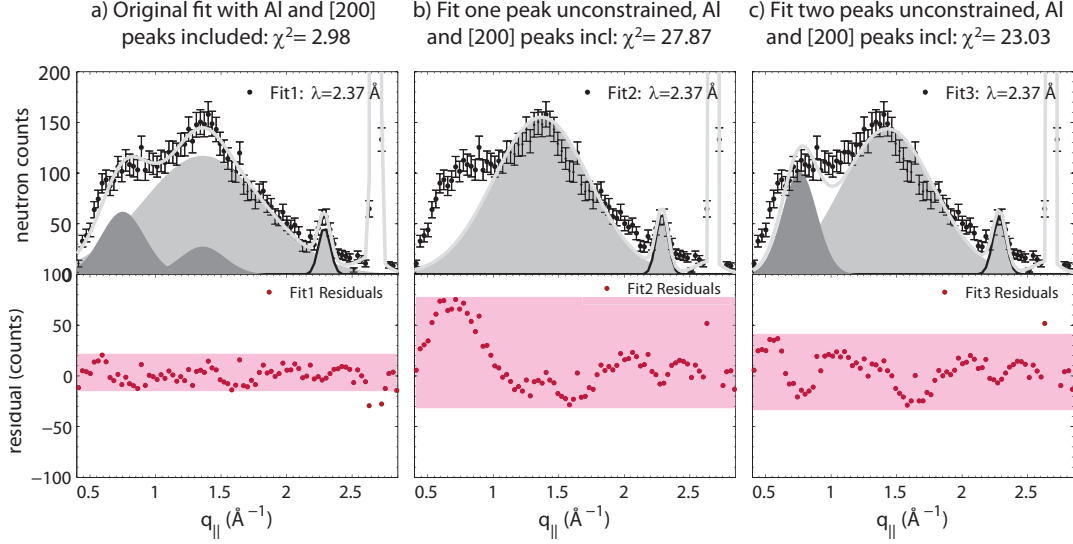 a) Original fit with Al and [200]
peaks included: χ²= 2.98
b) Fit one peak unconstrained, Al
and [200] peaks incl: χ²= 27.87
c) Fit two peaks unconstrained, Al
and [200] peaks incl: χ²= 23.03
neutron counts
200
150
100
50
0
Fit1: λ=2.37 Å
Fit2: λ=2.37 Å
Fit3: λ=2.37 Å
residual (counts)
100
50
0
−50
−100
Fit1 Residuals
Fit2 Residuals
Fit3 Residuals
0.5 1 1.5 2 2.5
0.5 1 1.5 2 2.5
0.5 1 1.5 2 2.5
q|| (Å⁻¹)
q|| (Å⁻¹)
q|| (Å⁻¹)